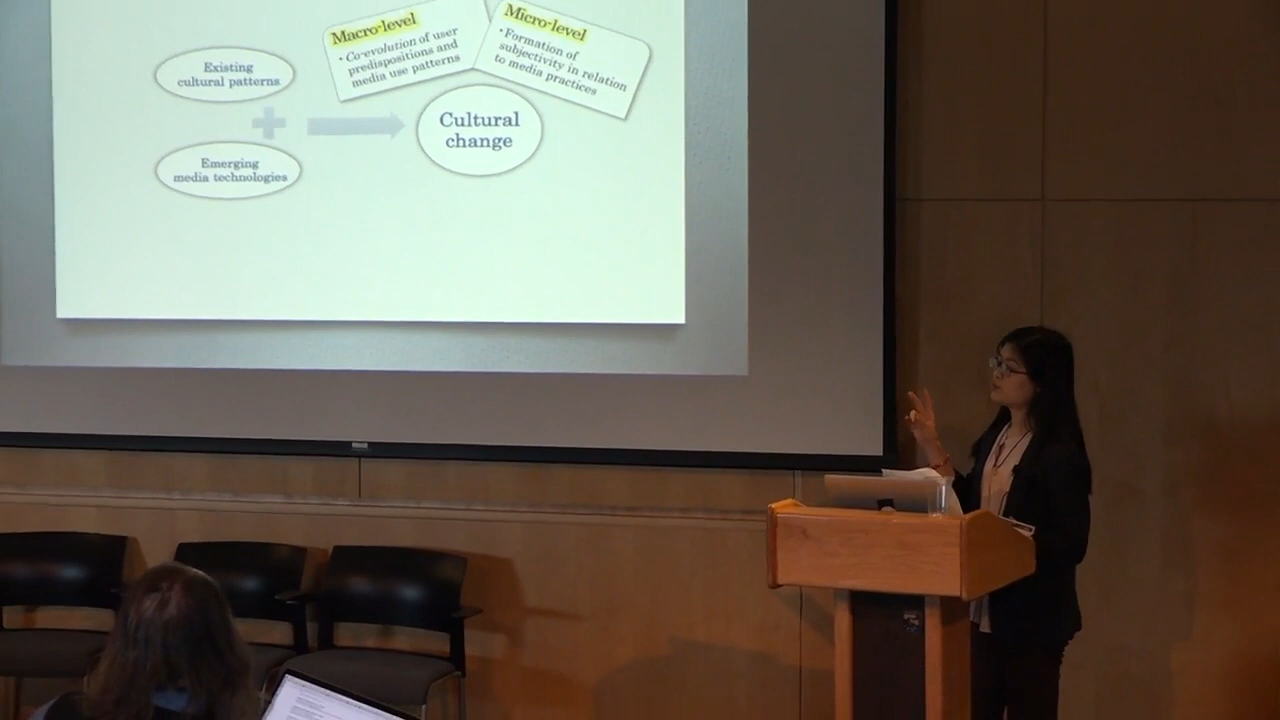 Macro-level
• Co-evolution of user
predispositions and
media use patterns
Micro-level
• Formation of
subjectivity in relation
to media practices
Existing
cultural patterns
Cultural
change
Emerging
media technologies